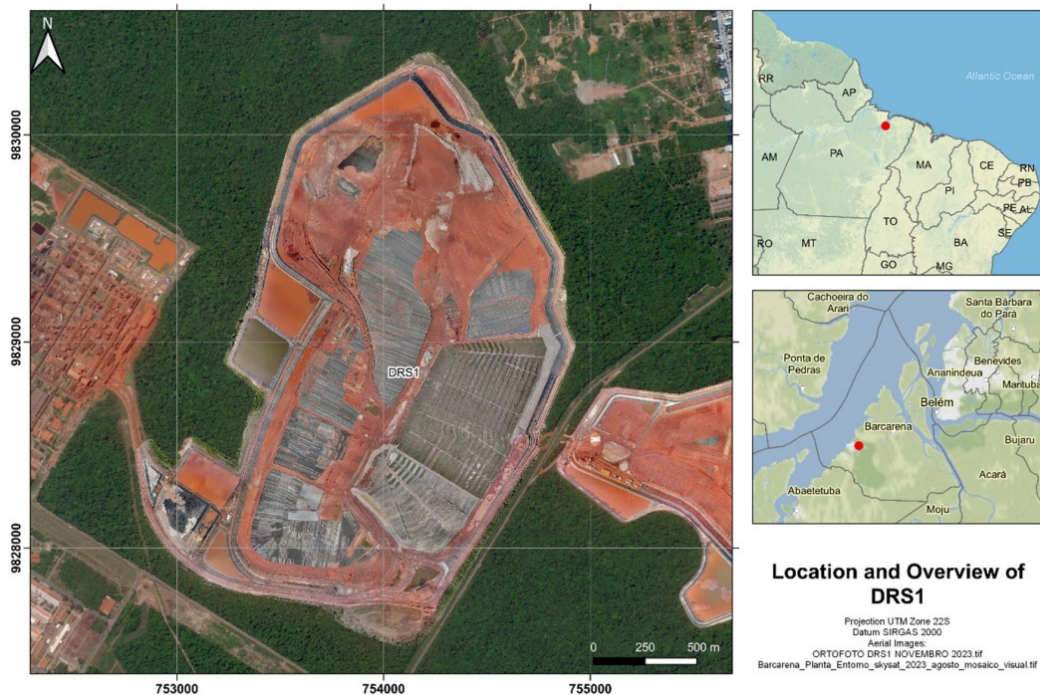 N
9830000
9829000
9828000
753000
754000
755000
DRS1
0 250 500 m
Atlantic Ocean
RR
AP
AM
PA
MA
CE
RN
PB
PI
PE
AL
TO
SE
RO
MT
BA
GO
MG
Cachoeira do
Arari
Santa Bárbara
do Pará
Ponta de
Pedras
Benevides
Ananindeua
Marituba
Belém
Barcarena
Bujaru
Acará
Abaetetuba
Moju
Location and Overview of
DRS1
Projection UTM Zone 22S
Datum SIRGAS 2000
Aerial Images:
ORTOFOTO DRS1 NOVEMBRO 2023.tif
Barcarena_Planta_Entorno_skysat_2023_agosto_mosaico_visual.tif